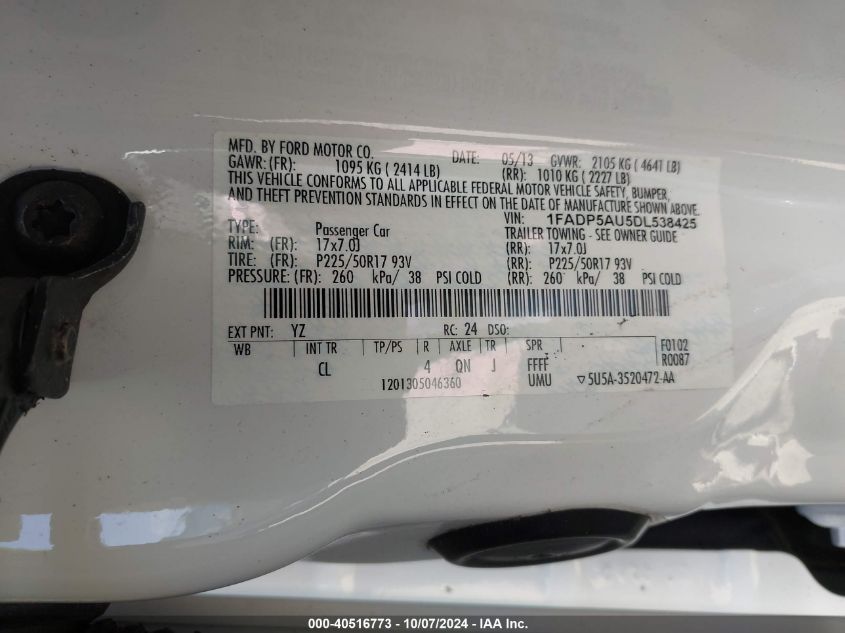 MFD. BY FORD MOTOR CO. DATE: 05/13 GVWR: 2105 KG ( 4641 LB)
GAWR:(FR): 1095 KG ( 2414 LB) (RR): 1010 KG ( 2227 LB)
THIS VEHICLE CONFORMS TO ALL APPLICABLE FEDERAL MOTOR VEHICLE SAFETY, BUMPER,
AND THEFT PREVENTION STANDARDS IN EFFECT ON THE DATE OF MANUFACTURE SHOWN ABOVE.
VIN: 1FADP5AU5DL538425
TYPE: Passenger Car TRAILER TOWING - SEE OWNER GUIDE
RIM: (FR): 17x7.0J (RR): 17x7.0J
TIRE: (FR): P225/50R17 93V (RR): P225/50R17 93V
PRESSURE:(FR): 260 kPa/ 38 PSI COLD (RR): 260 kPa/ 38 PSI COLD
EXT PNT: YZ RC: 24 DSO:
WB INT TR TP/PS R AXLE TR SPR F0102
CL 4 QN J FFFF R0087
1201305046360 UMU ▽5U5A-3520472-AA
000-40516773 - 10/07/2024 - IAA Inc.